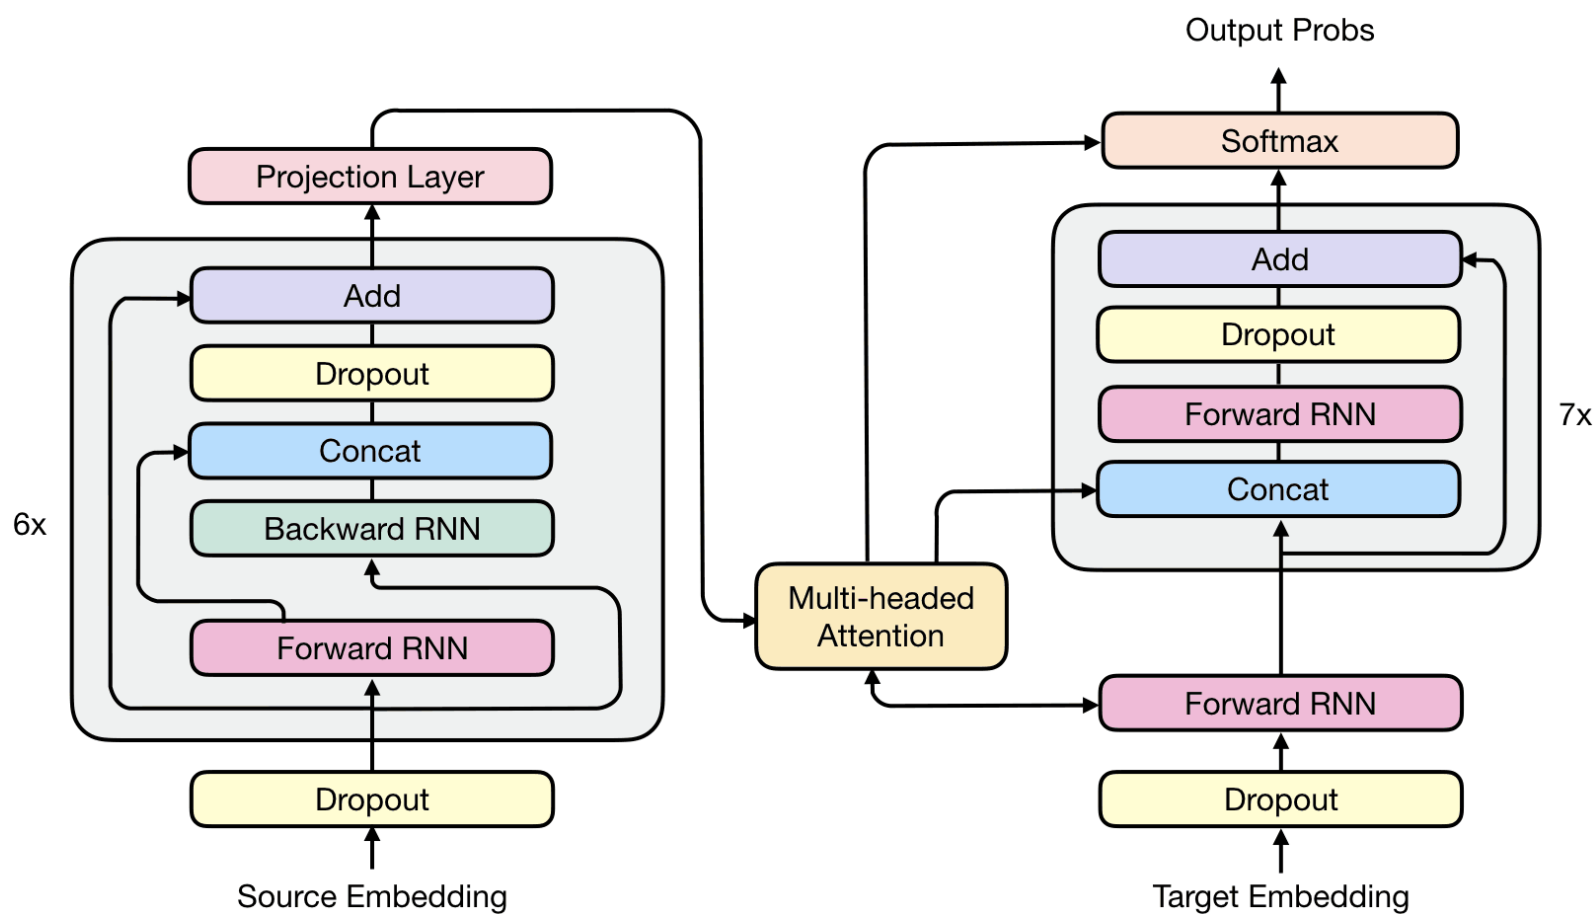 Output Probs
Softmax
Projection Layer
Add
Dropout
Concat
Backward RNN
Forward RNN
6x
Dropout
Source Embedding
Multi-headed
Attention
Add
Dropout
Forward RNN
Concat
7x
Forward RNN
Dropout
Target Embedding